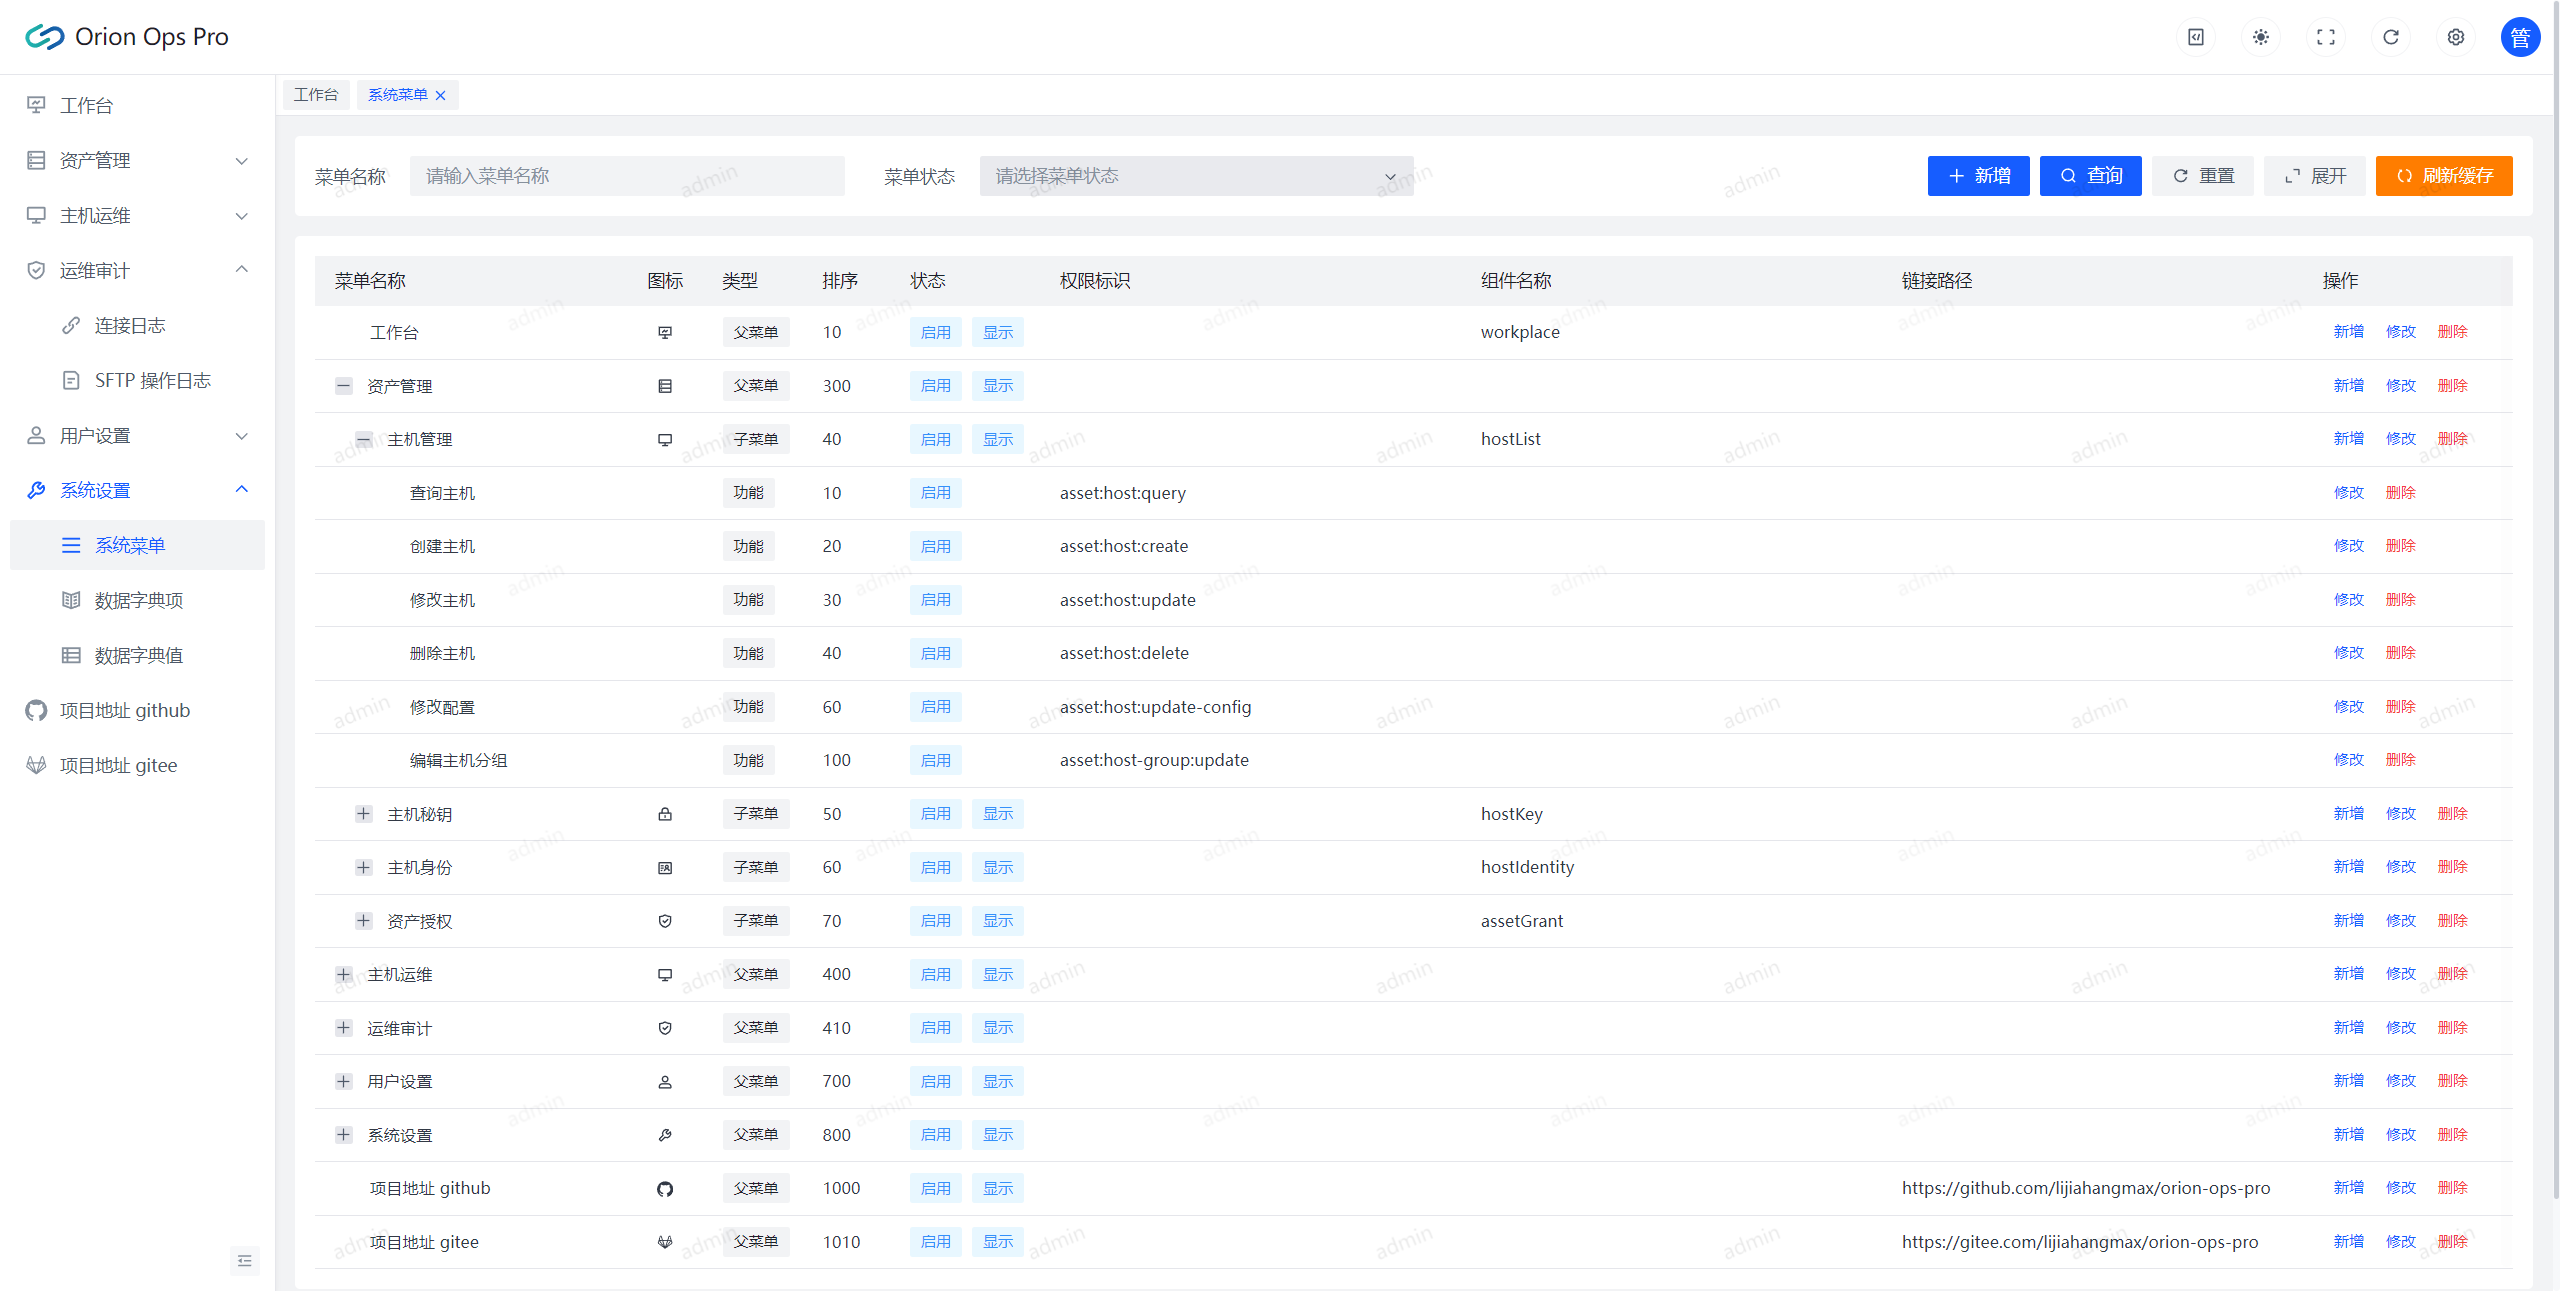 Orion Ops Pro
管
工作台
资产管理
主机运维
运维审计
连接日志
SFTP 操作日志
用户设置
系统设置
系统菜单
数据字典项
数据字典值
项目地址 github
项目地址 gitee
工作台 系统菜单
菜单名称 请输入菜单名称 菜单状态 请选择菜单状态 新增 查询 重置 展开 刷新缓存
菜单名称 图标 类型 排序 状态 权限标识 组件名称 链接路径 操作
工作台 父菜单 10 启用 显示 workplace 新增 修改 删除
资产管理 父菜单 300 启用 显示 新增 修改 删除
主机管理 子菜单 40 启用 显示 hostList 新增 修改 删除
查询主机 功能 10 启用 asset:host:query 修改 删除
创建主机 功能 20 启用 asset:host:create 修改 删除
修改主机 功能 30 启用 asset:host:update 修改 删除
删除主机 功能 40 启用 asset:host:delete 修改 删除
修改配置 功能 60 启用 asset:host:update-config 修改 删除
编辑主机分组 功能 100 启用 asset:host-group:update 修改 删除
主机秘钥 子菜单 50 启用 显示 hostKey 新增 修改 删除
主机身份 子菜单 60 启用 显示 hostIdentity 新增 修改 删除
资产授权 子菜单 70 启用 显示 assetGrant 新增 修改 删除
主机运维 父菜单 400 启用 显示 新增 修改 删除
运维审计 父菜单 410 启用 显示 新增 修改 删除
用户设置 父菜单 700 启用 显示 新增 修改 删除
系统设置 父菜单 800 启用 显示 新增 修改 删除
项目地址 github 父菜单 1000 启用 显示 https://github.com/lijiahangmax/orion-ops-pro 新增 修改 删除
项目地址 gitee 父菜单 1010 启用 显示 https://gitee.com/lijiahangmax/orion-ops-pro 新增 修改 删除
admin